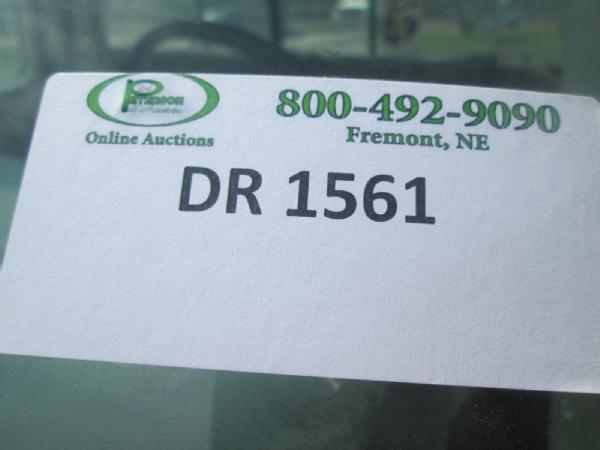 Online Auctions
800-492-9090
Fremont, NE
DR 1561